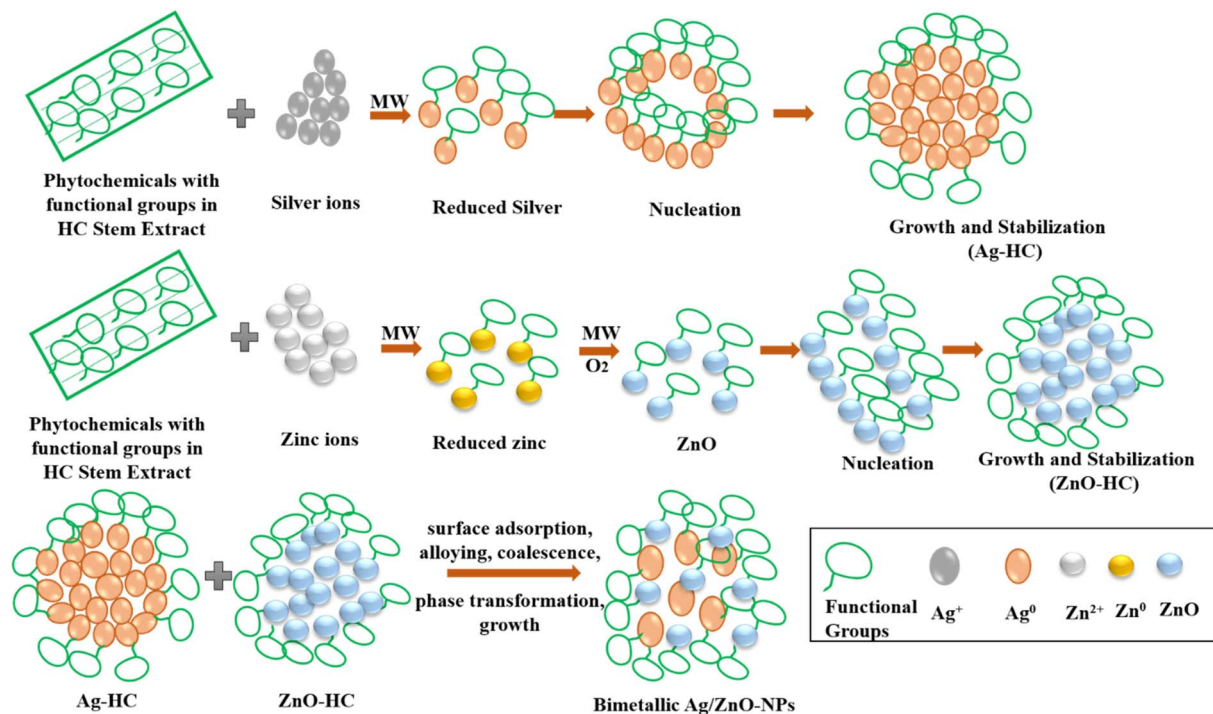 MW
Phytochemicals with
functional groups in
HC Stem Extract
Silver ions
Reduced Silver
Nucleation
Growth and Stabilization
(Ag-HC)
MW
MW
O2
Phytochemicals with
functional groups in
HC Stem Extract
Zinc ions
Reduced zinc
ZnO
Nucleation
Growth and Stabilization
(ZnO-HC)
surface adsorption,
alloying, coalescence,
phase transformation,
growth
Ag-HC
ZnO-HC
Bimetallic Ag/ZnO-NPs
Functional
Groups
Ag⁺
Ag⁰
Zn²⁺
Zn⁰
ZnO